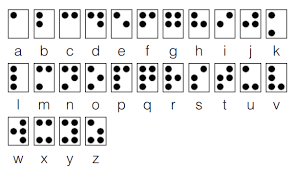 a b c d e f g h i j k
l m n o p q r s t u v
w x y z